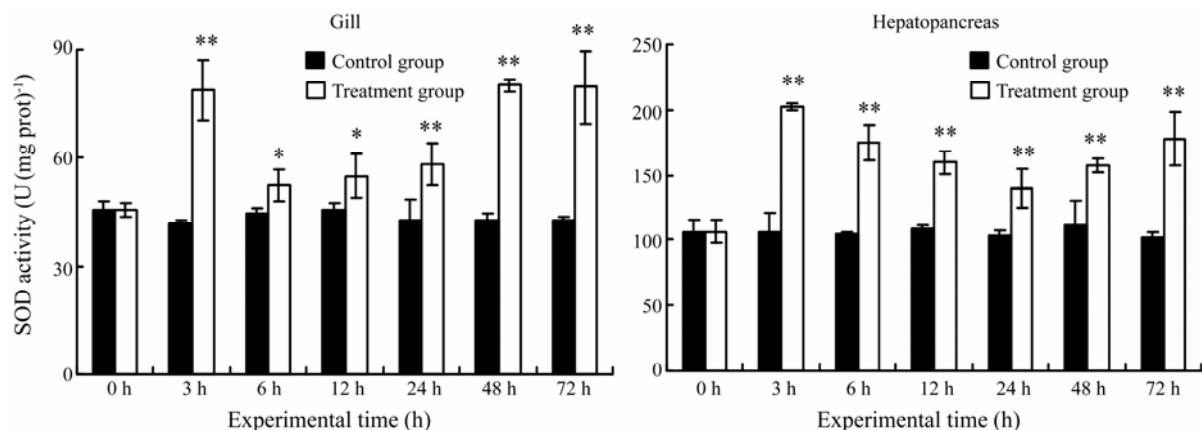 Gill
SOD activity (U (mg prot)-1)
90
60
30
0
Control group
Treatment group
**
*
*
**
**
**
0 h
3 h
6 h
12 h
24 h
48 h
72 h
Experimental time (h)
Hepatopancreas
250
200
150
100
50
0
Control group
Treatment group
**
**
**
**
**
**
0 h
3 h
6 h
12 h
24 h
48 h
72 h
Experimental time (h)